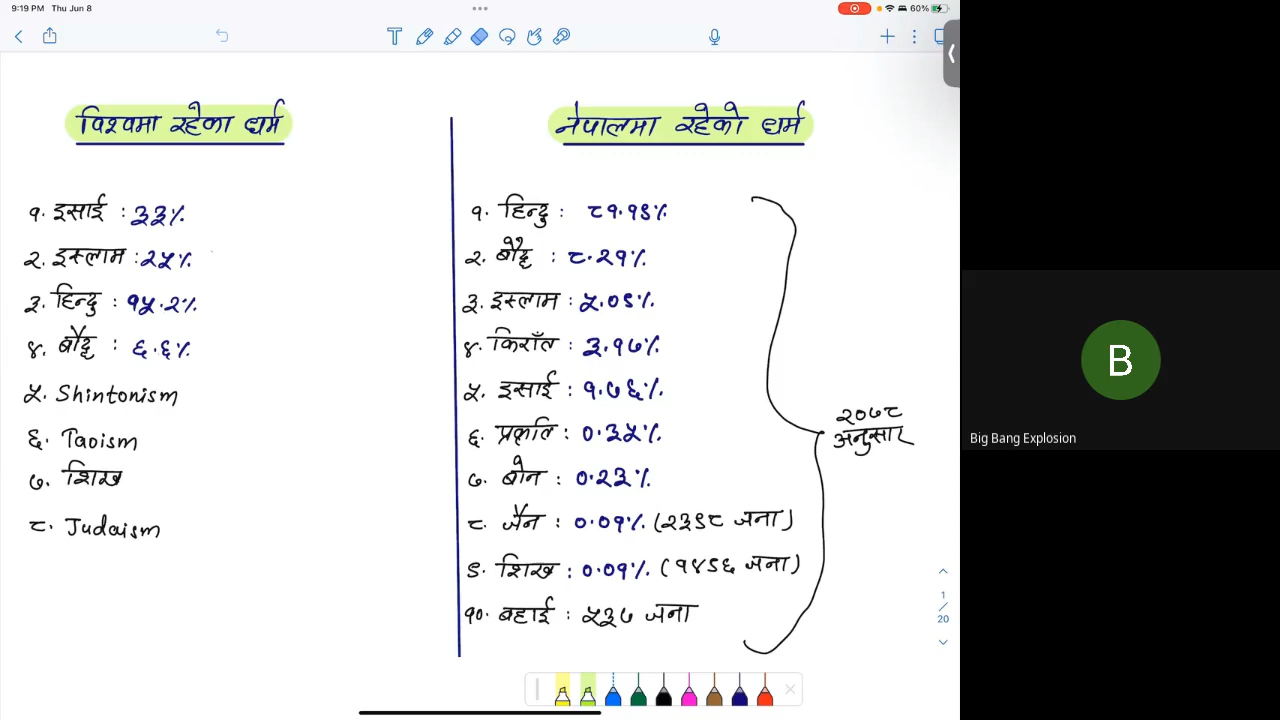 9:19 PM Thu Jun 8
60%
विश्वमा रहेका धर्म
१. इसाई : ३३%
२. इस्लाम : २५%
३. हिन्दु : १५.२%
४. बौद्ध : ६.६%
५. Shintonism
६. Taoism
७. शिख
८. Judaism
नेपालमा रहेको धर्म
१. हिन्दु : ८१.१९%
२. बौद्ध : ८.२१%
३. इस्लाम : ५.०९%
४. किराँत : ३.१७%
५. इसाई : १.७६%
६. प्रकृति : ०.३५%
७. बोन : ०.२३%
८. जैन : ०.०१% (२३९८ जना)
९. शिख : ०.०१% (१४९६ जना)
१०. बहाई : ५३७ जना
२०७८
अनुसार
1
/
20
B
Big Bang Explosion